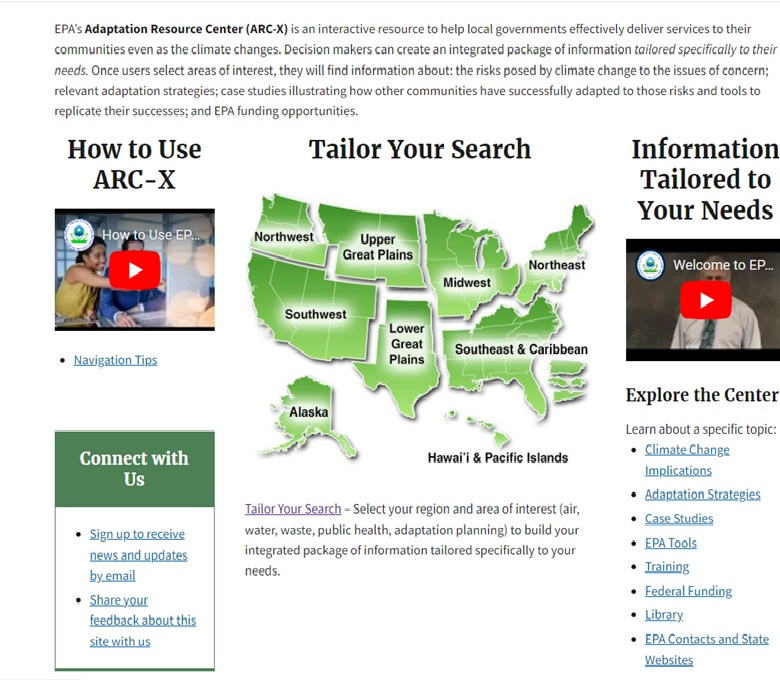 EPA's Adaptation Resource Center (ARC-X) is an interactive resource to help local governments effectively deliver services to their
communities even as the climate changes. Decision makers can create an integrated package of information tailored specifically to their
needs. Once users select areas of interest, they will find information about: the risks posed by climate change to the issues of concern;
relevant adaptation strategies; case studies illustrating how other communities have successfully adapted to those risks and tools to
replicate their successes; and EPA funding opportunities.
How to Use
ARC-X
How to Use EP...
Navigation Tips
Connect with
Us
Sign up to receive
news and updates
by email
Share your
feedback about this
site with us
Tailor Your Search
Northwest
Upper
Great Plains
Midwest
Northeast
Southwest
Lower
Great
Plains
Southeast & Caribbean
Alaska
Hawai'i & Pacific Islands
Tailor Your Search = Select your region and area of interest (air,
water, waste, public health, adaptation planning) to build your
integrated package of information tailored specifically to your
needs.
Information
Tailored to
Your Needs
Welcome to EP...
Explore the Center
Learn about a specific topic:
Climate Change
Implications
Adaptation Strategies
Case Studies
EPA Tools
Training
Federal Funding
Library
EPA Contacts and State
Websites